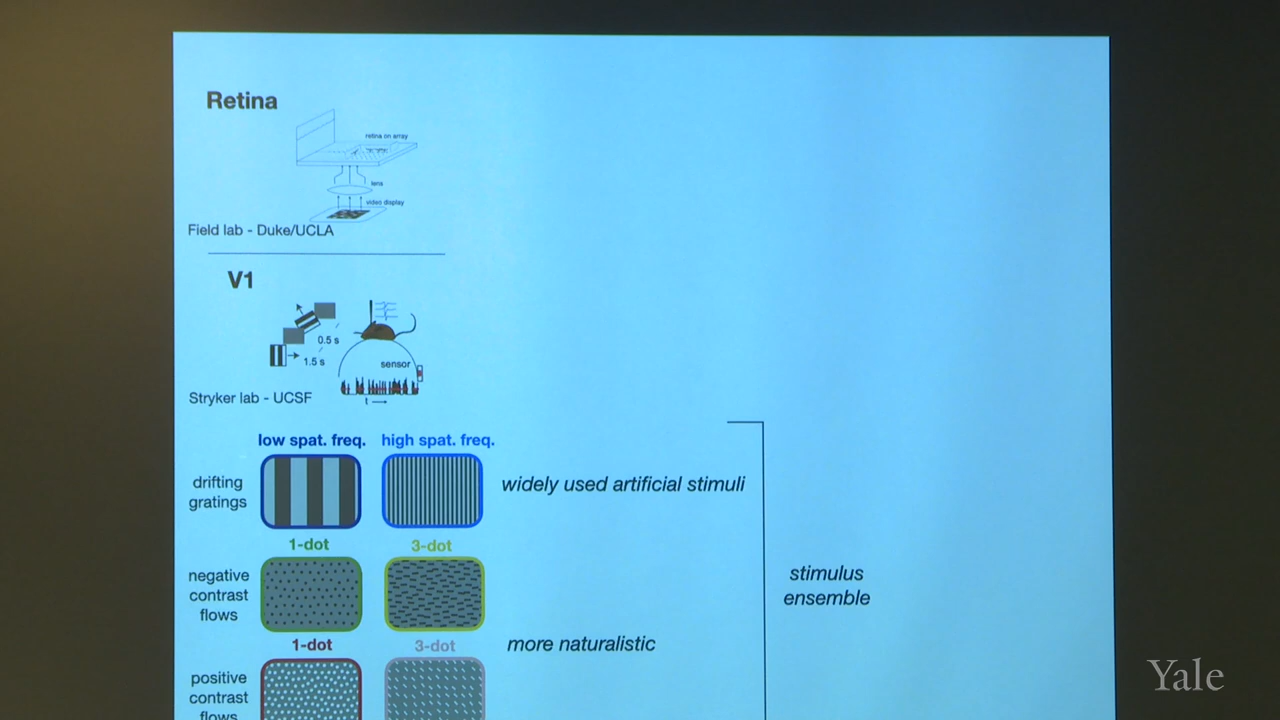 Retina
retina on array
lens
video display
Field lab - Duke/UCLA
V1
0.5 s
1.5 s
sensor
t
Stryker lab - UCSF
low spat. freq. high spat. freq.
drifting
gratings
widely used artificial stimuli
1-dot 3-dot
negative
contrast
flows
stimulus
ensemble
1-dot 3-dot
more naturalistic
positive
contrast
flows
Yale